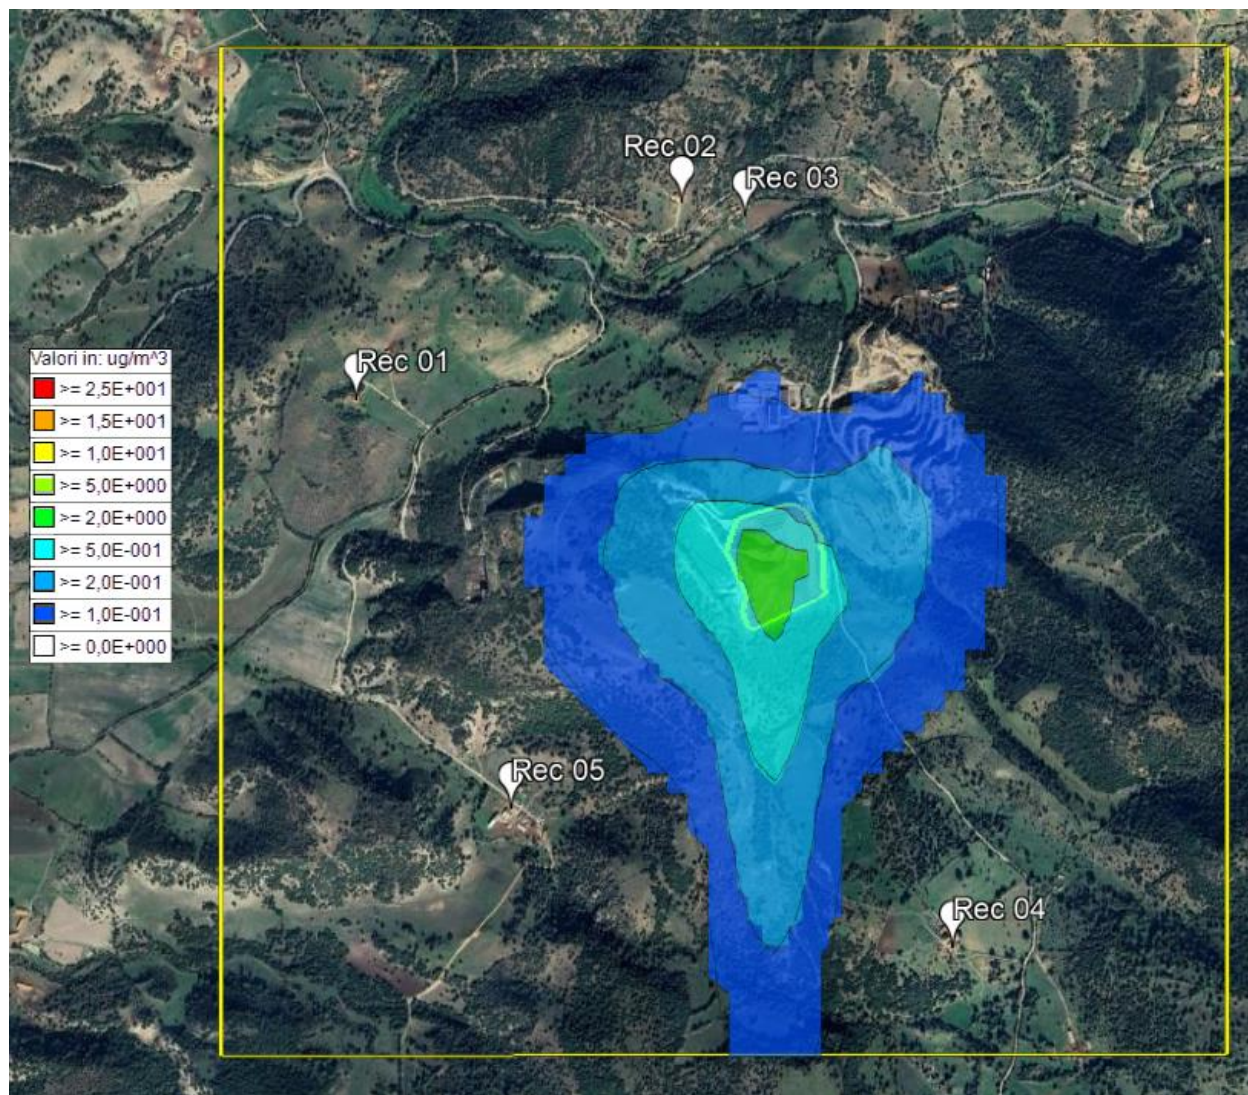 Rec 02
Rec 03
Rec 01
Valori in: ug/m^3
>= 2,5E+001
>= 1,5E+001
>= 1,0E+001
>= 5,0E+000
>= 2,0E+000
>= 5,0E-001
>= 2,0E-001
>= 1,0E-001
>= 0,0E+000
Rec 05
Rec 04